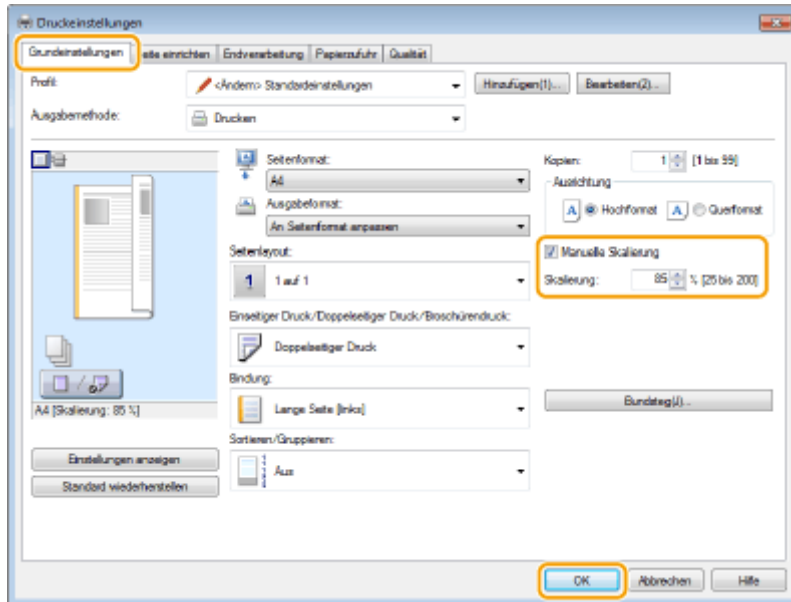 Druckeinstellungen
Grundeinstellungen Seite einrichten Endverarbeitung Papierzufuhr Qualität
Profil: <Ändern> Standardeinstellungen Hinzufügen(1)... Bearbeiten(2)...
Ausgabemethode: Drucken
Seitenformat:
A4
Ausgabeformat:
An Seitenformat anpassen
Kopien: 1 [1 bis 99]
Ausrichtung
A Hochformat A Querformat
Seitenlayout:
1 1 auf 1
Manuelle Skalierung
Skalierung: 85 % [25 bis 200]
Einseitiger Druck/Doppelseitiger Druck/Broschürendruck:
Doppelseitiger Druck
Bindung:
Lange Seite [links]
Bundsteg(J)...
A4 [Skalierung: 85 %]
Sortieren/Gruppieren:
Aus
Einstellungen anzeigen
Standard wiederherstellen
OK Abbrechen Hilfe